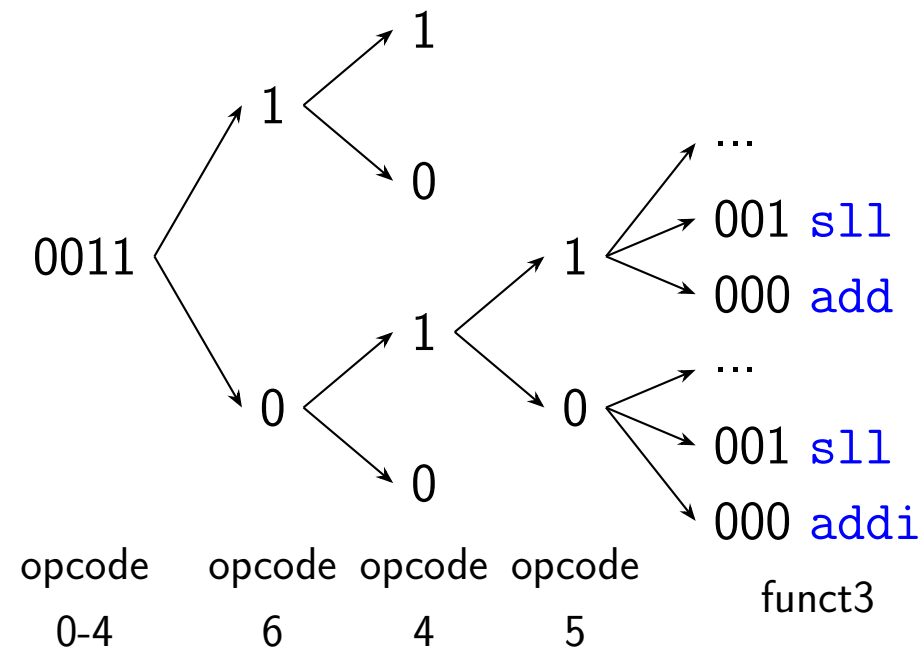 1
1
...
0
001 sll
0011
1
000 add
1
...
0
0
001 sll
0
000 addi
opcode opcode opcode opcode
funct3
0-4 6 4 5